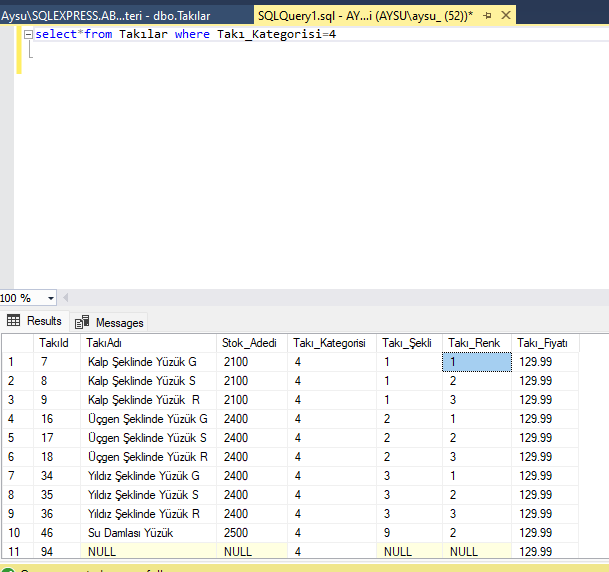 Aysu\SQLEXPRESS.AB...teri - dbo.Takılar SQLQuery1.sql - AY...i (AYSU\aysu_ (52))*
select*from Takılar where Takı_Kategorisi=4
100 %
Results Messages
TakıId TakıAdı Stok_Adedi Takı_Kategorisi Takı_Şekli Takı_Renk Takı_Fiyatı
1 7 Kalp Şeklinde Yüzük G 2100 4 1 1 129.99
2 8 Kalp Şeklinde Yüzük S 2100 4 1 2 129.99
3 9 Kalp Şeklinde Yüzük  R 2100 4 1 3 129.99
4 16 Üçgen Şeklinde Yüzük G 2400 4 2 1 129.99
5 17 Üçgen Şeklinde Yüzük S 2400 4 2 2 129.99
6 18 Üçgen Şeklinde Yüzük R 2400 4 2 3 129.99
7 34 Yıldız Şeklinde Yüzük G 2400 4 3 1 129.99
8 35 Yıldız Şeklinde Yüzük S 2400 4 3 2 129.99
9 36 Yıldız Şeklinde Yüzük R 2400 4 3 3 129.99
10 46 Su Damlası Yüzük 2500 4 9 2 129.99
11 94 NULL NULL 4 NULL NULL 129.99